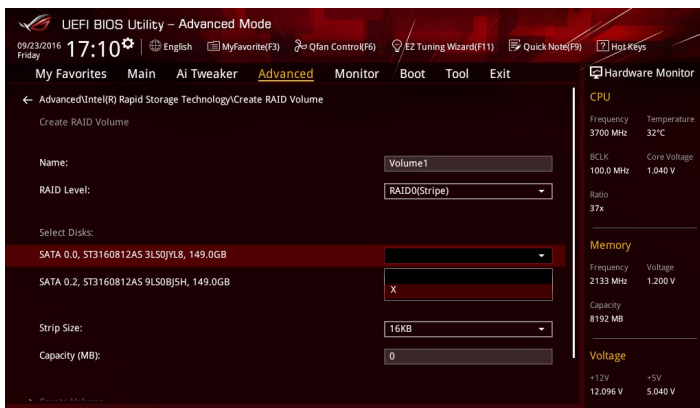 UEFI BIOS Utility – Advanced Mode
09/23/2016 Friday 17:10 English MyFavorite(F3) Qfan Control(F6) EZ Tuning Wizard(F11) Quick Note(F9) Hot Keys
My Favorites Main Ai Tweaker Advanced Monitor Boot Tool Exit
Hardware Monitor
← Advanced\Intel(R) Rapid Storage Technology\Create RAID Volume
Create RAID Volume
Name: Volume1
RAID Level: RAID0(Stripe)
Select Disks:
SATA 0.0, ST3160812AS 3LS0JYL8, 149.0GB
SATA 0.2, ST3160812AS 9LS0BJ5H, 149.0GB
X
Strip Size: 16KB
Capacity (MB): 0
Create Volume
CPU
Frequency Temperature
3700 MHz 32°C
BCLK Core Voltage
100.0 MHz 1.040 V
Ratio
37x
Memory
Frequency Voltage
2133 MHz 1.200 V
Capacity
8192 MB
Voltage
+12V +5V
12.096 V 5.040 V